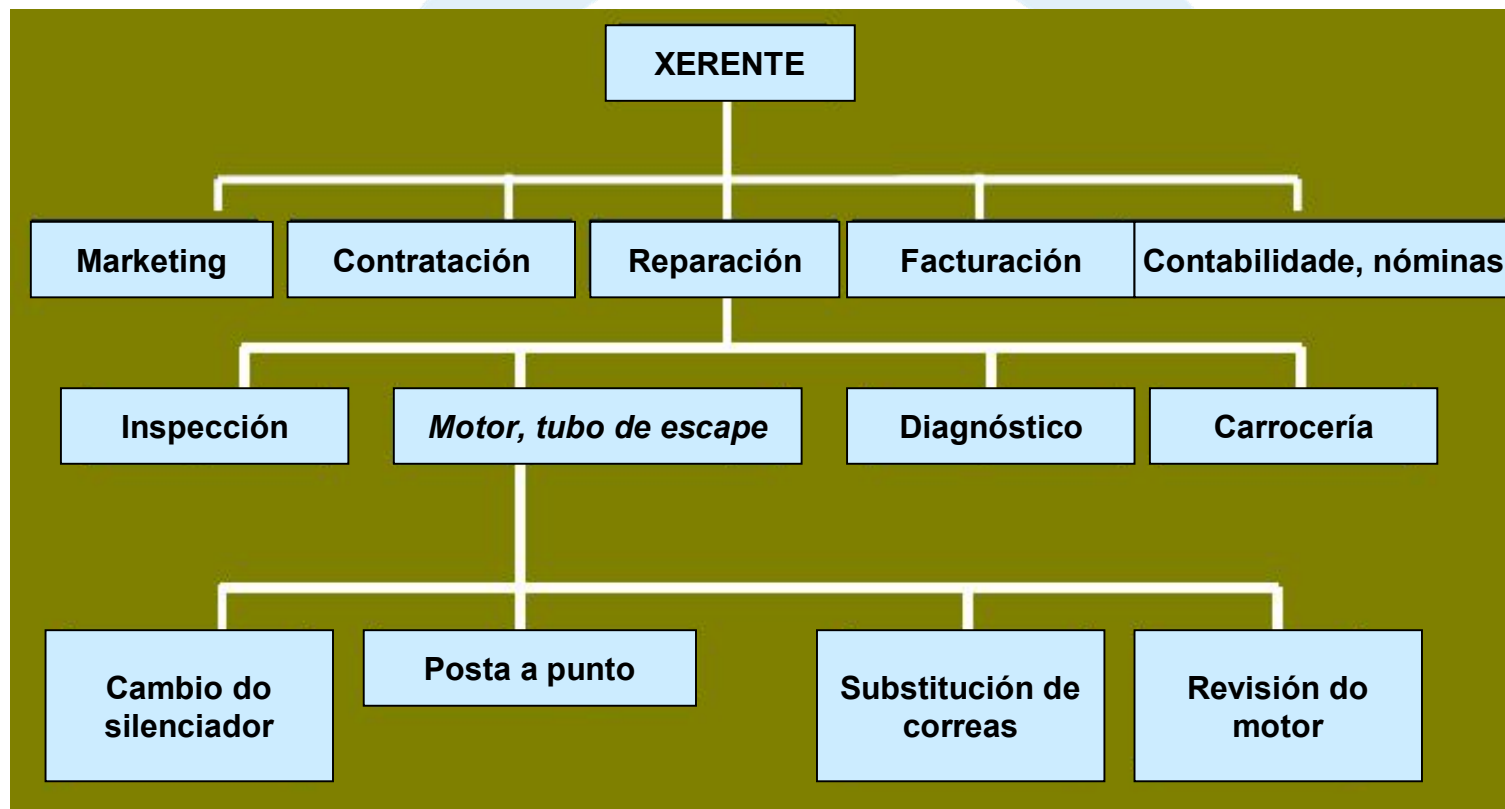 XERENTE
Marketing
Contratación
Reparación
Facturación
Contabilidade, nóminas
Inspección
Motor, tubo de escape
Diagnóstico
Carrocería
Cambio do
silenciador
Posta a punto
Substitución de
correas
Revisión do
motor